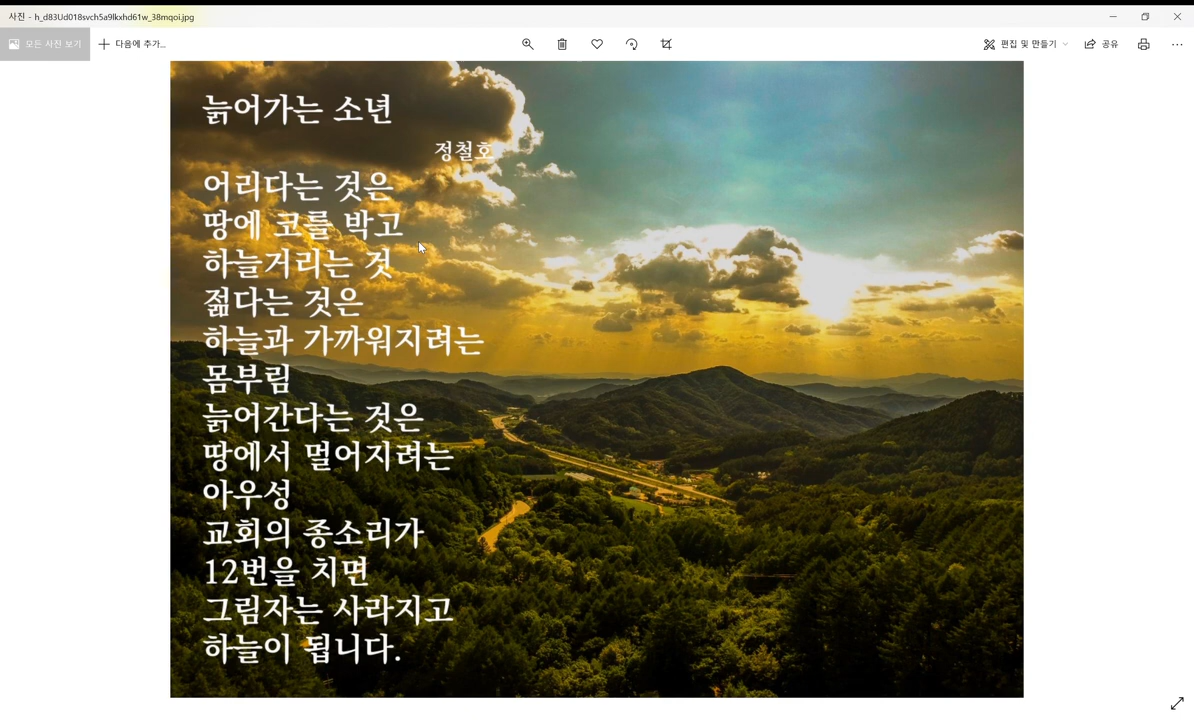 사진 - h_d83Ud018svch5a9lkxhd61w_38mqoi.jpg
모든 사진 보기
다음에 추가...
편집 및 만들기
공유
늙어가는 소년
정철호
어리다는 것은
땅에 코를 박고
하늘거리는 것
젊다는 것은
하늘과 가까워지려는
몸부림
늙어간다는 것은
땅에서 멀어지려는
아우성
교회의 종소리가
12번을 치면
그림자는 사라지고
하늘이 됩니다.